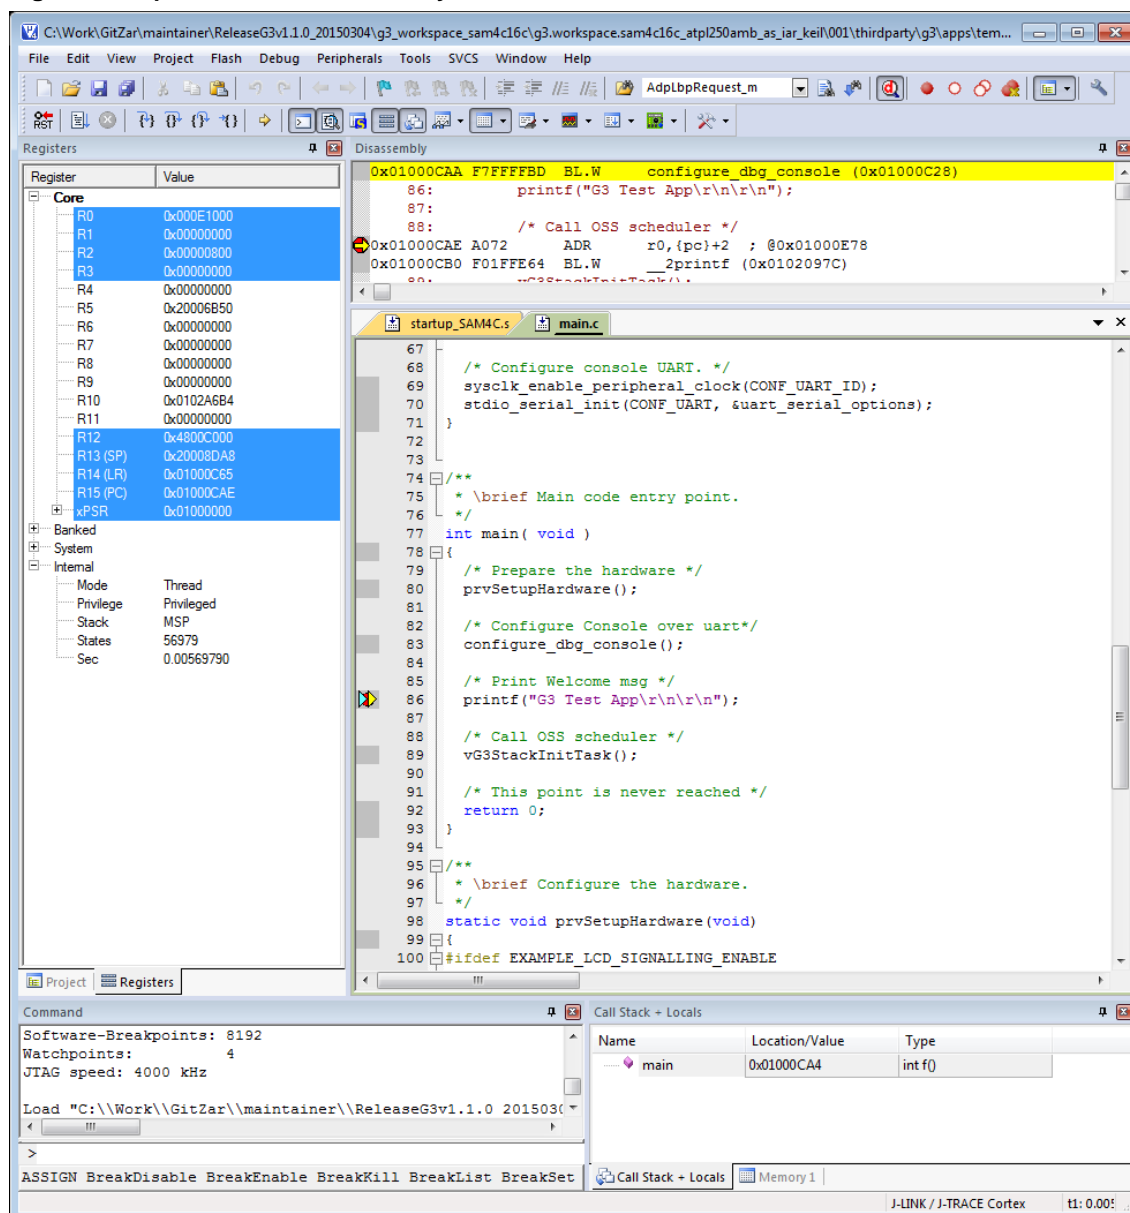 C:\Work\GitZar\maintainer\ReleaseG3v1.1.0_20150304\g3_workspace_sam4c16c\g3.workspace.sam4c16c_atpl250amb_as_iar_keil\001\thirdparty\g3\apps\tem...
File Edit View Project Flash Debug Peripherals Tools SVCS Window Help
AdpLbpRequest_m
RST
Registers
Register Value
Core
R0 0x000E1000
R1 0x00000000
R2 0x00000800
R3 0x00000000
R4 0x00000000
R5 0x20006B50
R6 0x00000000
R7 0x00000000
R8 0x00000000
R9 0x00000000
R10 0x0102A6B4
R11 0x00000000
R12 0x4800C000
R13 (SP) 0x20008DA8
R14 (LR) 0x01000C65
R15 (PC) 0x01000CAE
xPSR 0x01000000
Banked
System
Internal
Mode Thread
Privilege Privileged
Stack MSP
States 56979
Sec 0.00569790
Project Registers
Disassembly
0x01000CAA F7FFFFBD BL.W configure_dbg_console (0x01000C28)
86: printf("G3 Test App\r\n\r\n");
87:
88: /* Call OSS scheduler */
0x01000CAE A072 ADR r0,{pc}+2 ; @0x01000E78
0x01000CB0 F01FFE64 BL.W __2printf (0x0102097C)
89: vG3StackInitTask();
startup_SAM4C.s main.c
67
68 /* Configure console UART. */
69 sysclk_enable_peripheral_clock(CONF_UART_ID);
70 stdio_serial_init(CONF_UART, &uart_serial_options);
71 }
72
73
74 /**
75 * \brief Main code entry point.
76 */
77 int main( void )
78 {
79 /* Prepare the hardware */
80 prvSetupHardware();
81
82 /* Configure Console over uart*/
83 configure_dbg_console();
84
85 /* Print Welcome msg */
86 printf("G3 Test App\r\n\r\n");
87
88 /* Call OSS scheduler */
89 vG3StackInitTask();
90
91 /* This point is never reached */
92 return 0;
93 }
94
95 /**
96 * \brief Configure the hardware.
97 */
98 static void prvSetupHardware(void)
99 {
100 #ifdef EXAMPLE_LCD_SIGNALLING_ENABLE
Command
Software-Breakpoints: 8192
Watchpoints: 4
JTAG speed: 4000 kHz
Load "C:\\Work\\GitZar\\maintainer\\ReleaseG3v1.1.0 201503(
>
ASSIGN BreakDisable BreakEnable BreakKill BreakList BreakSet
Call Stack + Locals
Name Location/Value Type
main 0x01000CA4 int f()
Call Stack + Locals Memory 1
J-LINK / J-TRACE Cortex t1: 0.005